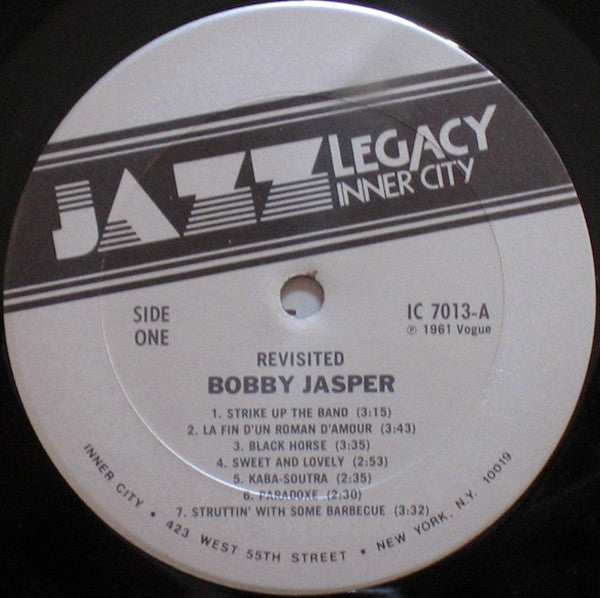 JAZZ LEGACY
INNER CITY
SIDE
ONE
IC 7013-A
℗ 1961 Vogue
REVISITED
BOBBY JASPER
1. STRIKE UP THE BAND (3:15)
2. LA FIN D'UN ROMAN D'AMOUR (3:43)
3. BLACK HORSE (3:35)
4. SWEET AND LOVELY (2:53)
5. KABA-SOUTRA (2:35)
6. PARADOXE (2:30)
7. STRUTTIN' WITH SOME BARBECUE (3:32)
INNER CITY • 423 WEST 55TH STREET • NEW YORK, N.Y. 10019